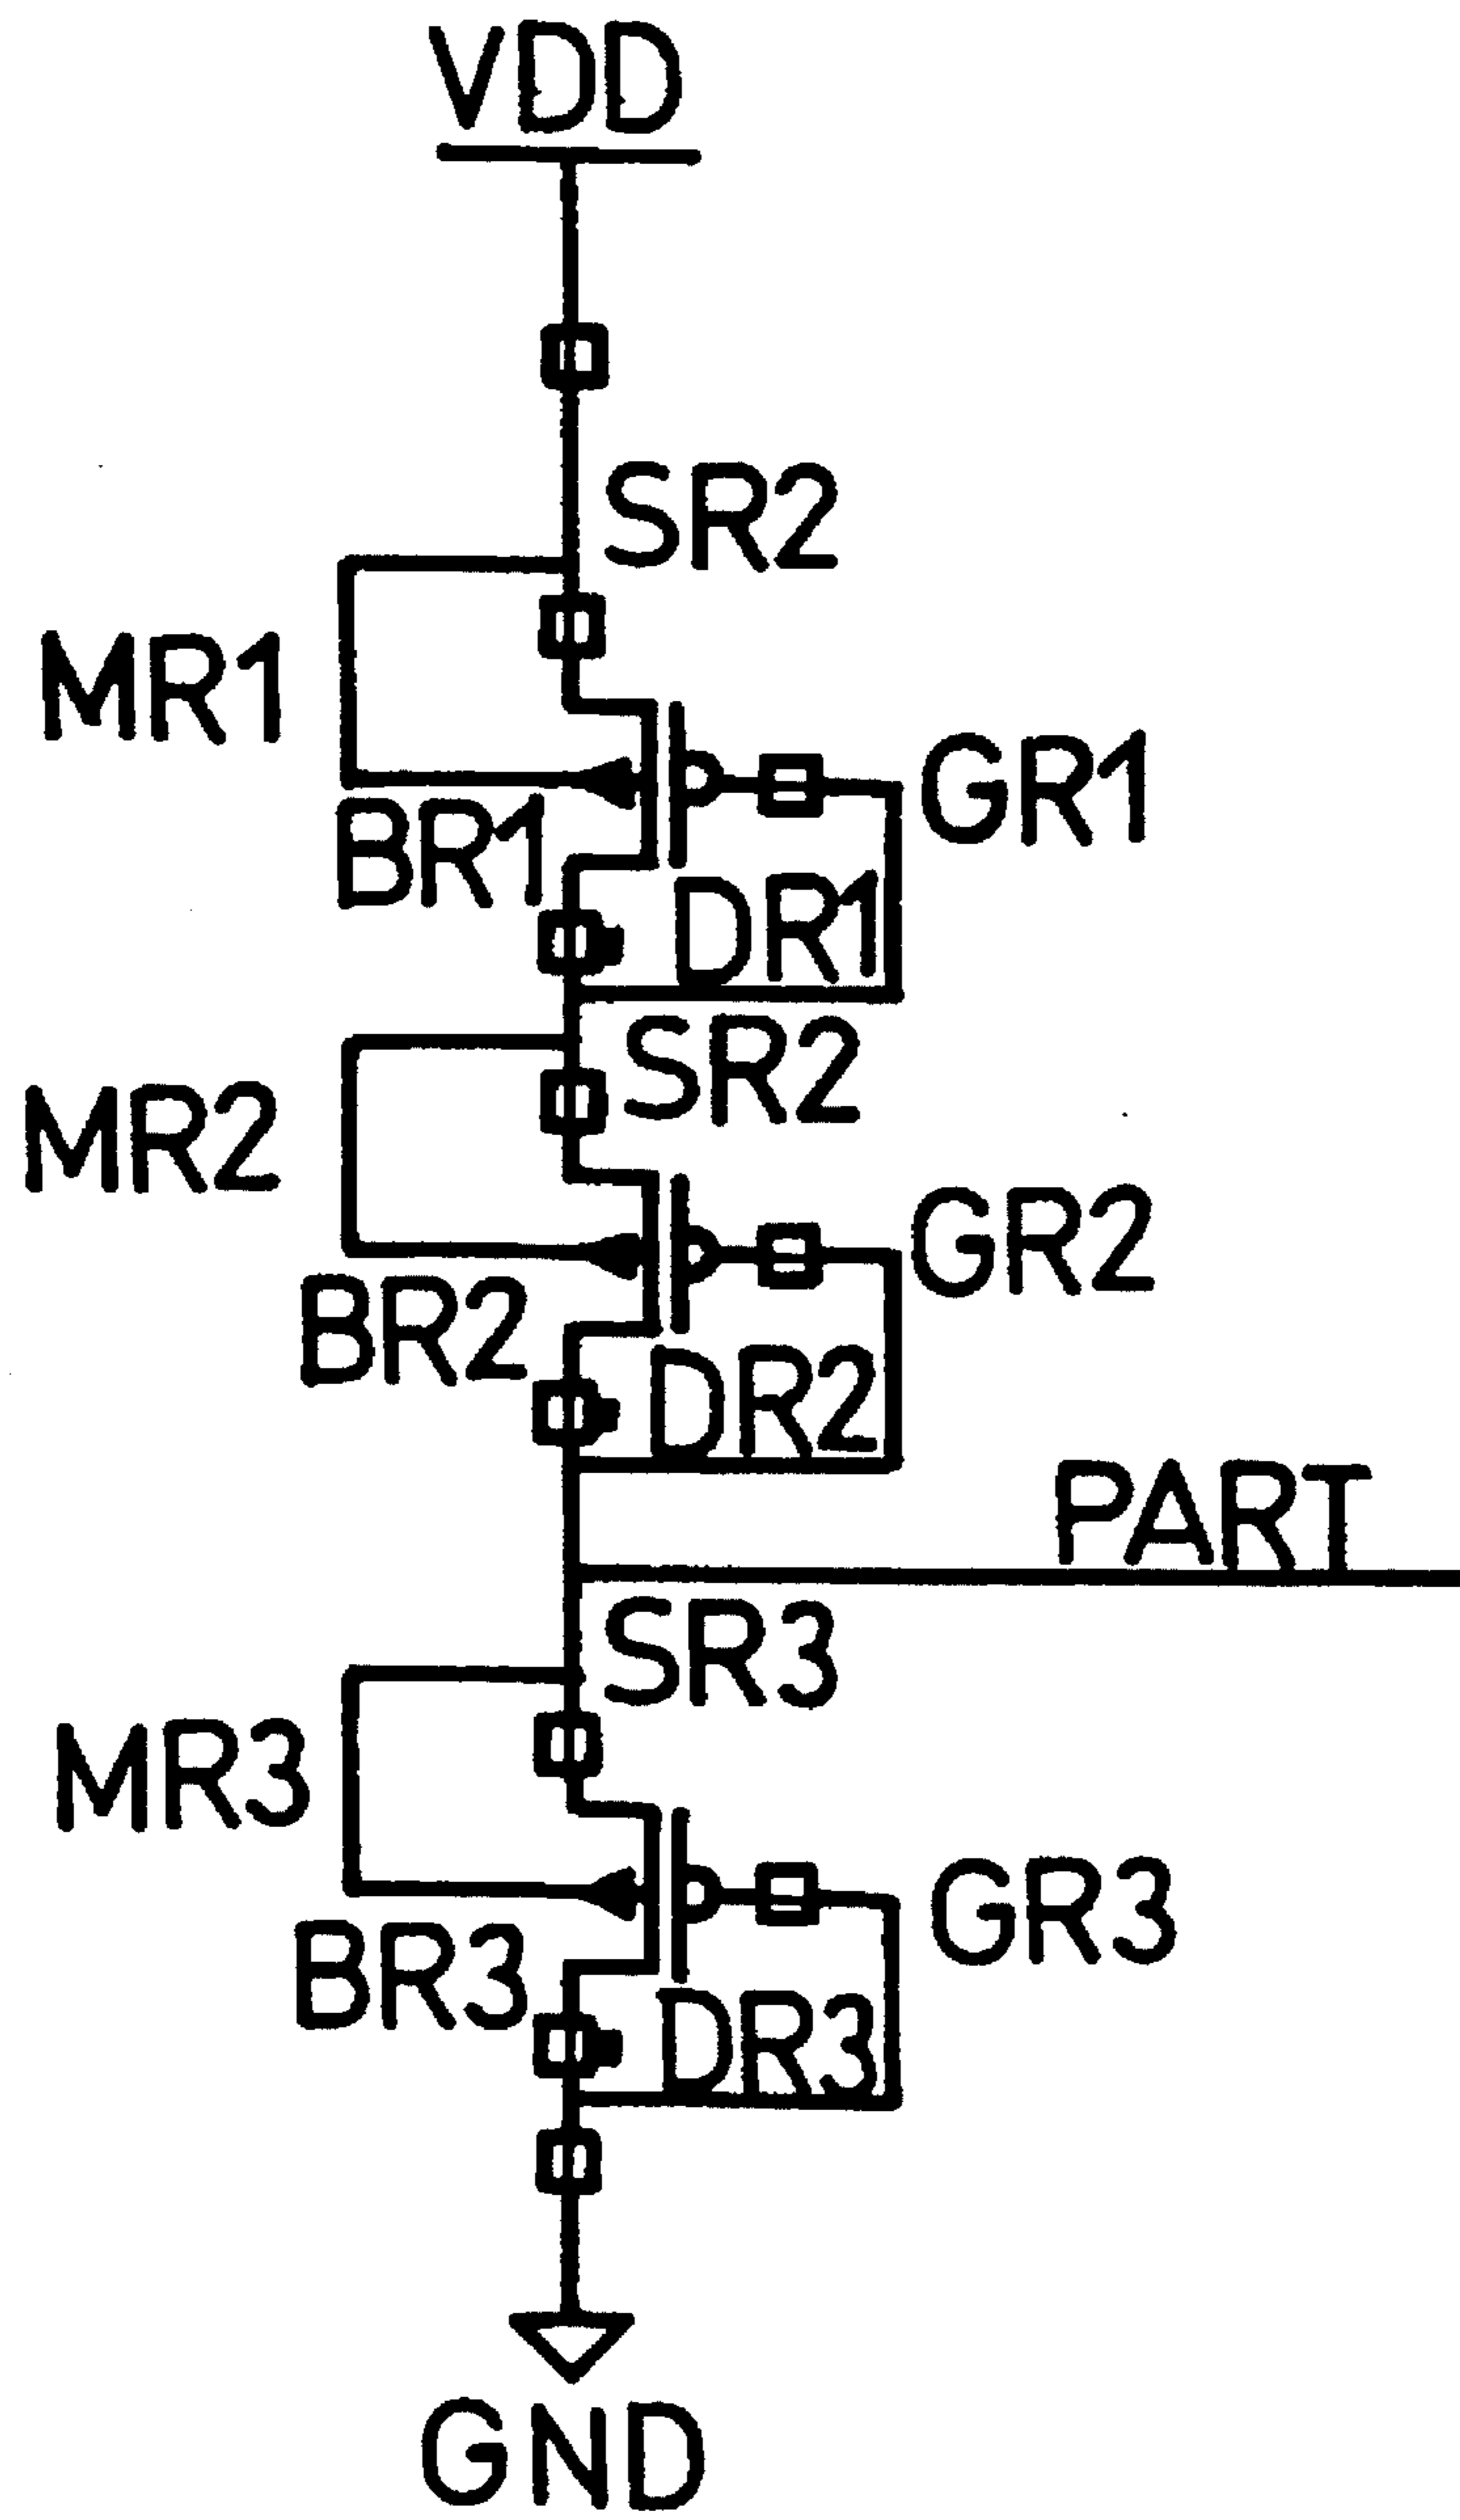 VDD
SR2
MR1
GR1
BR1
DR1
SR2
MR2
GR2
BR2
DR2
PART
SR3
MR3
GR3
BR3
DR3
GND